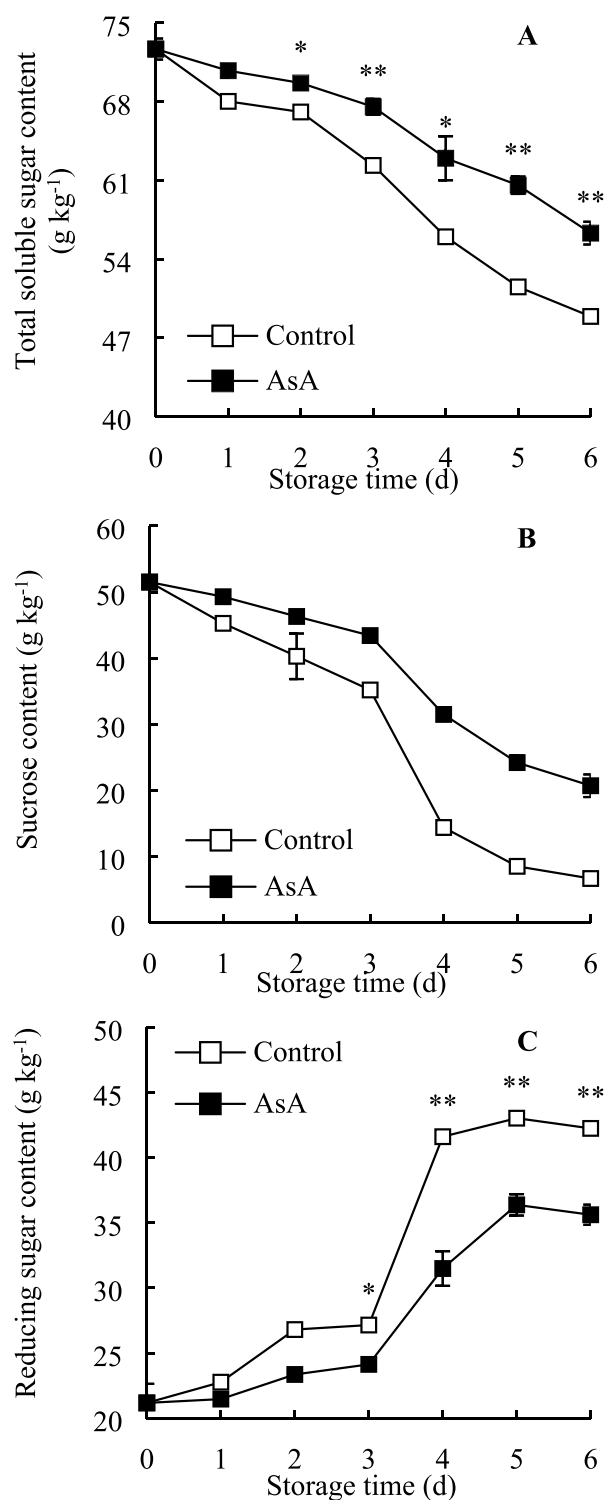 75
A
*
**
68
*
**
61
**
54
47
Control
AsA
40
0 1 2 3 4 5 6
Storage time (d)
Total soluble sugar content
(g kg-1)
60
B
50
40
30
20
10
0
Control
AsA
0 1 2 3 4 5 6
Storage time (d)
Sucrose content (g kg-1)
50
Control
C
45
AsA
**
**
**
40
35
30
*
25
20
0 1 2 3 4 5 6
Storage time (d)
Reducing sugar content (g kg-1)